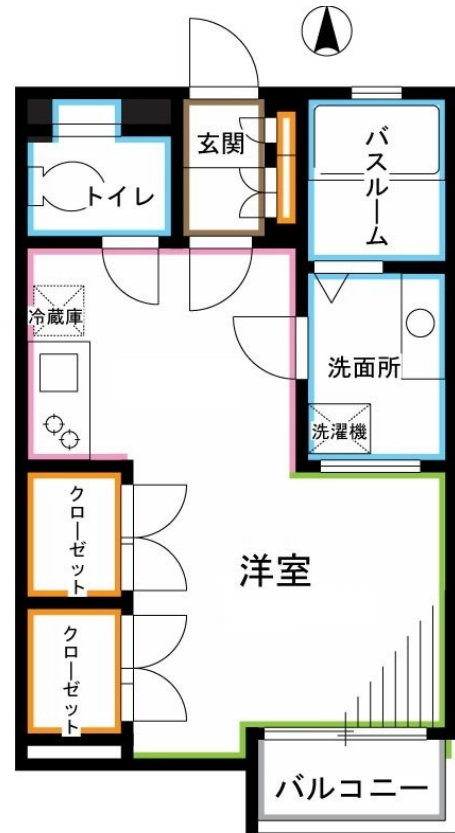 玄関
バスルーム
トイレ
冷蔵庫
洗面所
洗濯機
クローゼット
洋室
クローゼット
バルコニー